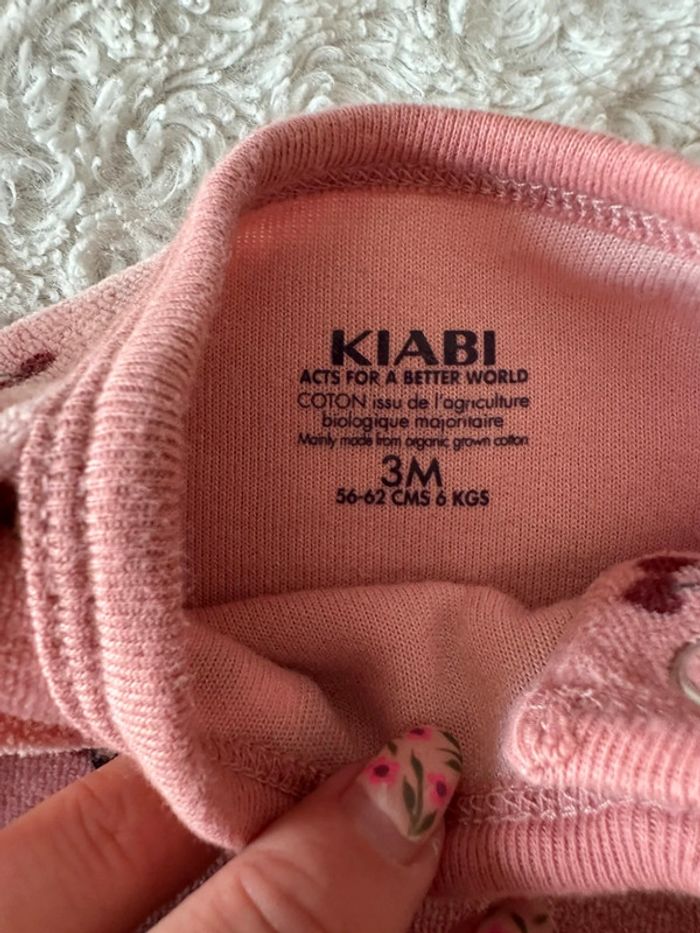 KIABI
ACTS FOR A BETTER WORLD
COTON issu de l'agriculture
biologique majoritaire
Mainly made from organic grown cotton
3M
56-62 CMS 6 KGS